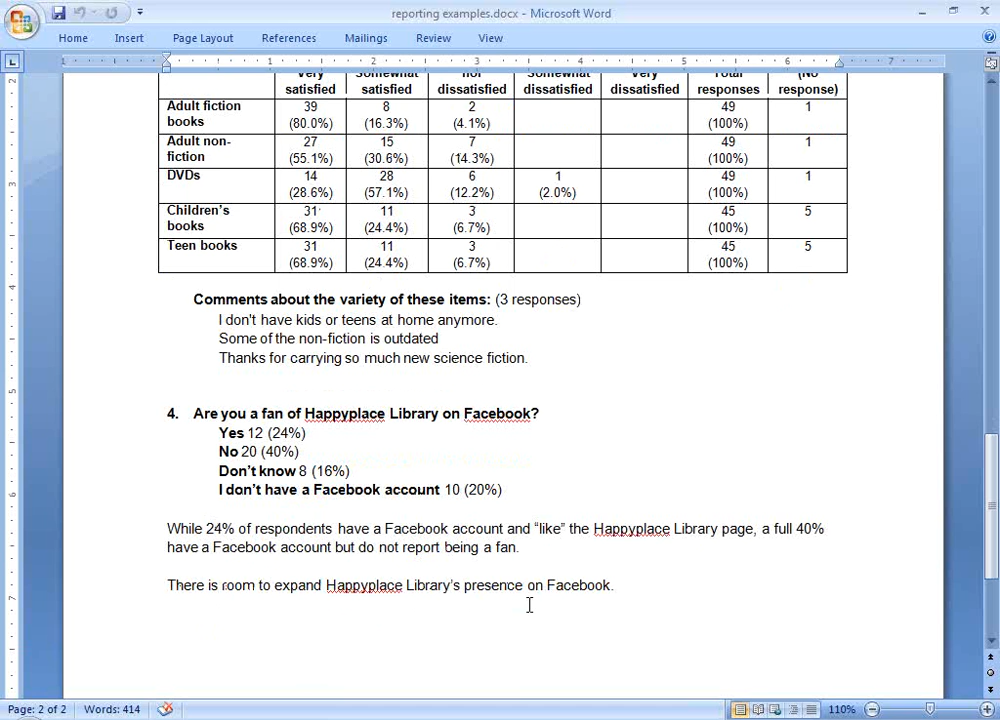 reporting examples.docx - Microsoft Word
Home Insert Page Layout References Mailings Review View
1 1 2 3 4 5 6 7
Very Somewhat nor Somewhat Very Total (No
satisfied satisfied dissatisfied dissatisfied dissatisfied responses response)
Adult fiction 39 8 2 49 1
books (80.0%) (16.3%) (4.1%) (100%)
Adult non- 27 15 7 49 1
fiction (55.1%) (30.6%) (14.3%) (100%)
DVDs 14 28 6 1 49 1
(28.6%) (57.1%) (12.2%) (2.0%) (100%)
Children's 31 11 3 45 5
books (68.9%) (24.4%) (6.7%) (100%)
Teen books 31 11 3 45 5
(68.9%) (24.4%) (6.7%) (100%)
Comments about the variety of these items: (3 responses)
I don't have kids or teens at home anymore.
Some of the non-fiction is outdated
Thanks for carrying so much new science fiction.
4. Are you a fan of Happyplace Library on Facebook?
Yes 12 (24%)
No 20 (40%)
Don't know 8 (16%)
I don't have a Facebook account 10 (20%)
While 24% of respondents have a Facebook account and “like” the Happyplace Library page, a full 40%
have a Facebook account but do not report being a fan.
There is room to expand Happyplace Library's presence on Facebook.
Page: 2 of 2 Words: 414 110%